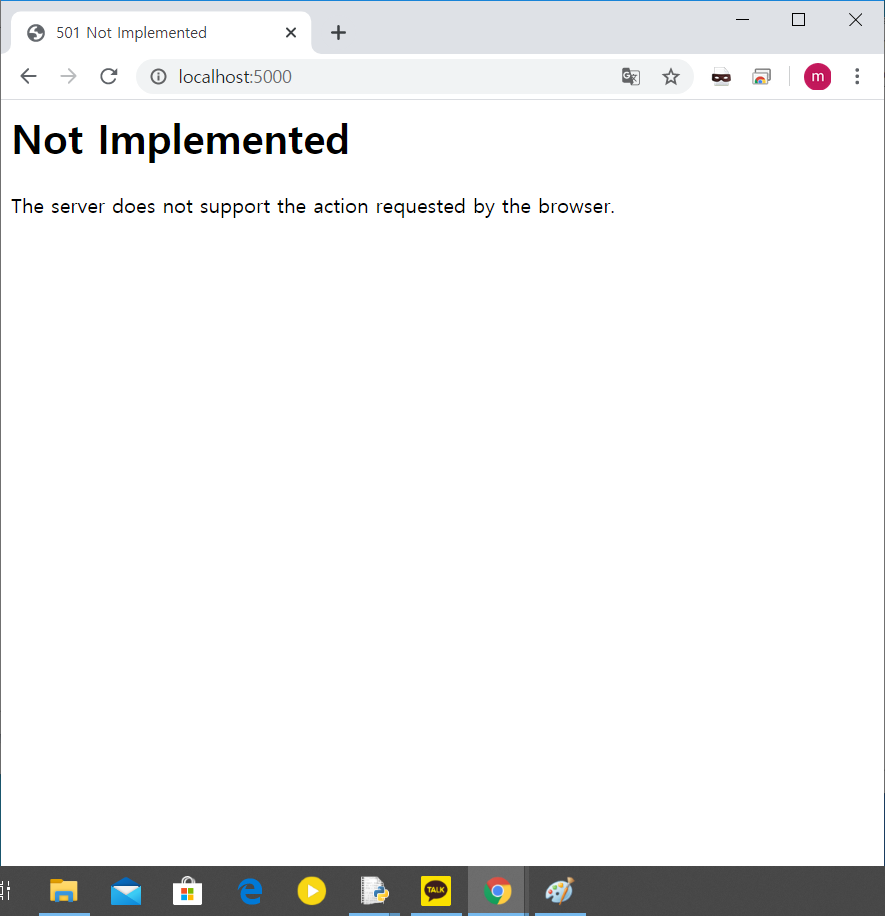 501 Not Implemented
localhost:5000
m
Not Implemented
The server does not support the action requested by the browser.
TALK